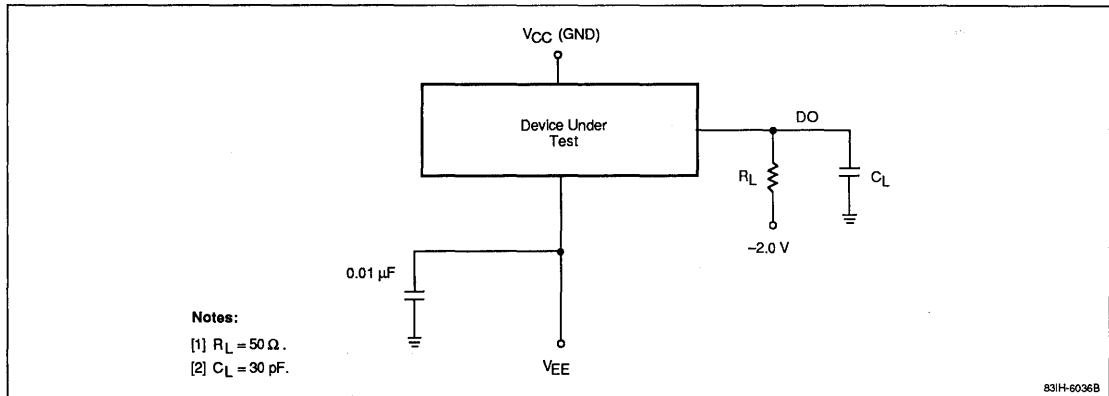 VCC (GND)
Device Under
Test
DO
RL
CL
–2.0 V
0.01 µF
Notes:
[1] RL = 50 Ω.
[2] CL = 30 pF.
VEE
83IH-6036B